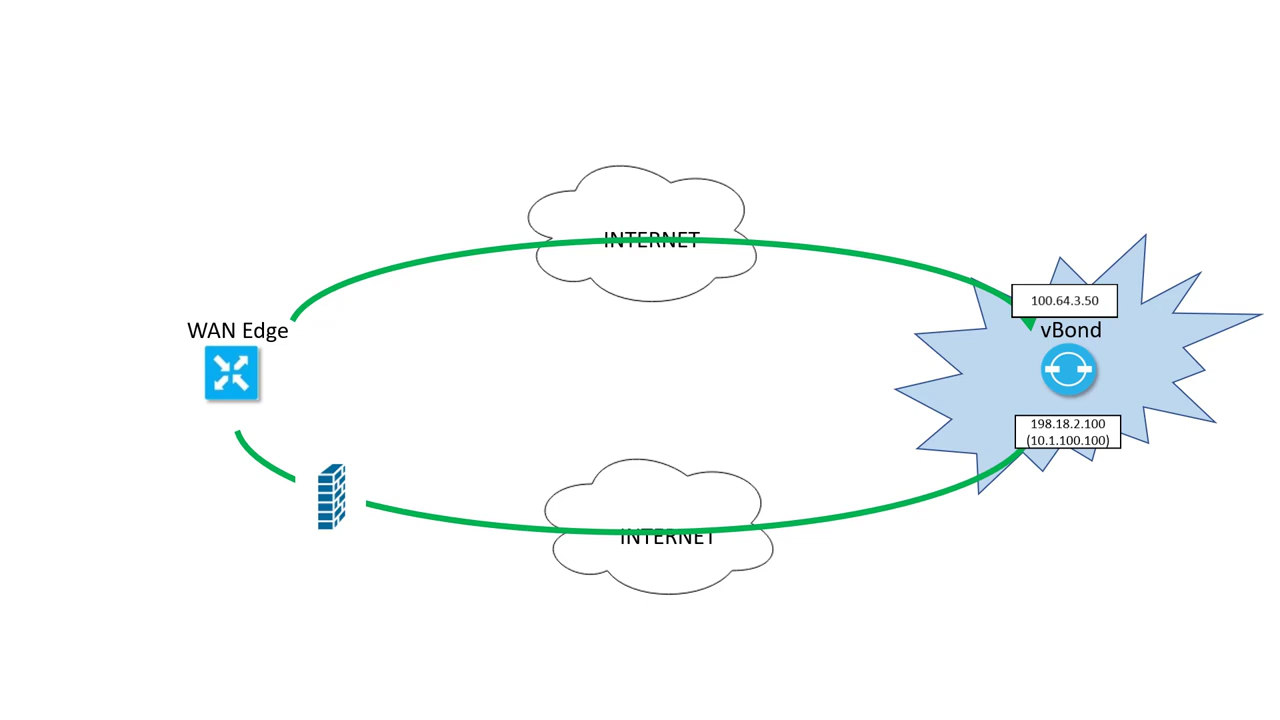 INTERNET
100.64.3.50
WAN Edge
vBond
198.18.2.100
(10.1.100.100)
INTERNET